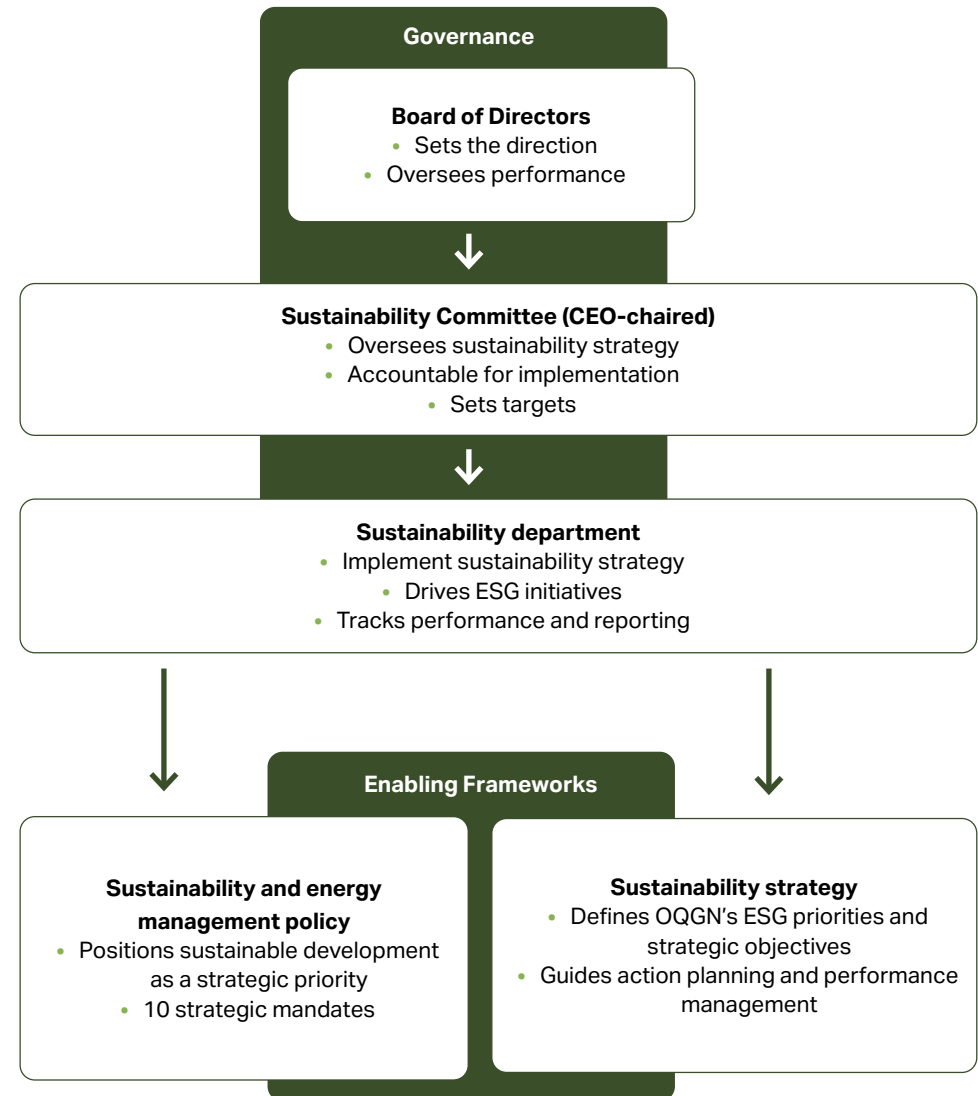 Governance
Board of Directors
• Sets the direction
• Oversees performance
Sustainability Committee (CEO-chaired)
• Oversees sustainability strategy
• Accountable for implementation
• Sets targets
Sustainability department
• Implement sustainability strategy
• Drives ESG initiatives
• Tracks performance and reporting
Enabling Frameworks
Sustainability and energy
management policy
• Positions sustainable development
as a strategic priority
• 10 strategic mandates
Sustainability strategy
• Defines OQGN’s ESG priorities and
strategic objectives
• Guides action planning and performance
management